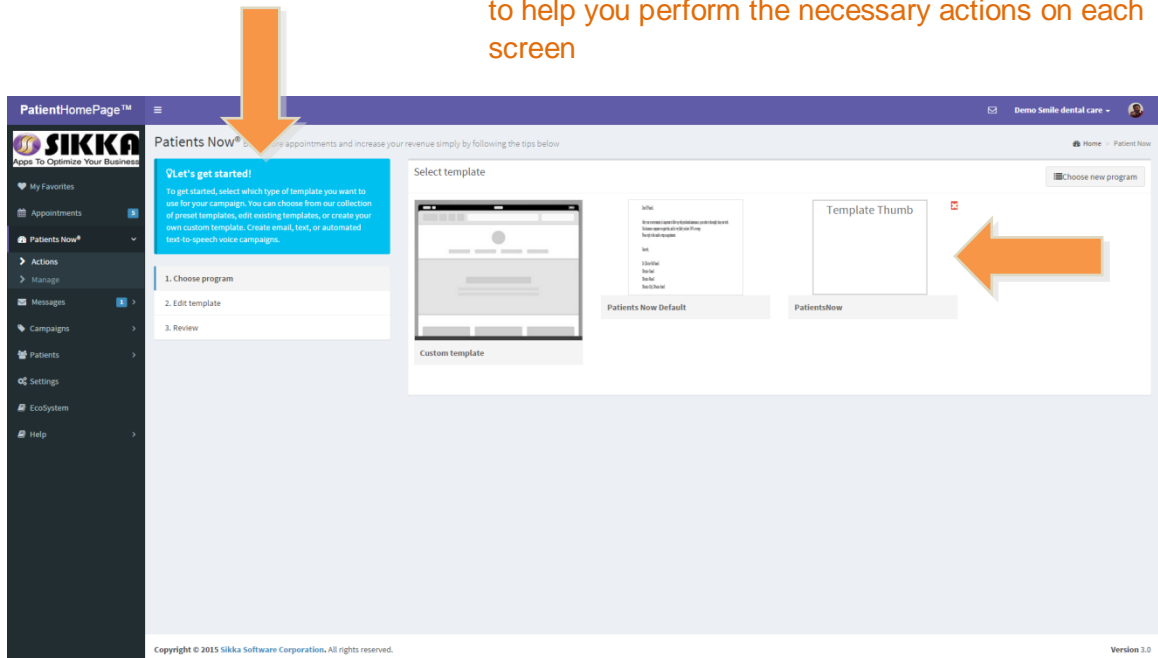 to help you perform the necessary actions on each
screen
PatientHomePage™
Demo Smile dental care
SIKKA
Apps To Optimize Your Business
Patients Now®
appointments and increase your revenue simply by following the tips below
Home > Patient Now
My Favorites
Appointments 5
Patients Now®
Actions
Manage
Messages 1
Campaigns
Patients
Settings
EcoSystem
Help
Let's get started!
To get started, select which type of template you want to
use for your campaign. You can choose from our collection
of preset templates, edit existing templates, or create your
own custom template. Create email, text, or automated
text-to-speech voice campaigns.
1. Choose program
2. Edit template
3. Review
Select template
Choose new program
Custom template
Patients Now Default
Template Thumb
PatientsNow
Copyright © 2015 Sikka Software Corporation. All rights reserved.
Version 3.0